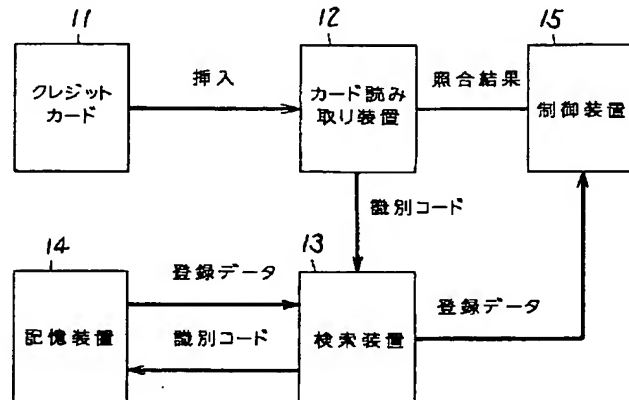 11
12
15
クレジット
カード
挿入
カード読み
取り装置
照合結果
制御装置
識別コード
14
13
登録データ
登録データ
記憶装置
識別コード
検索装置